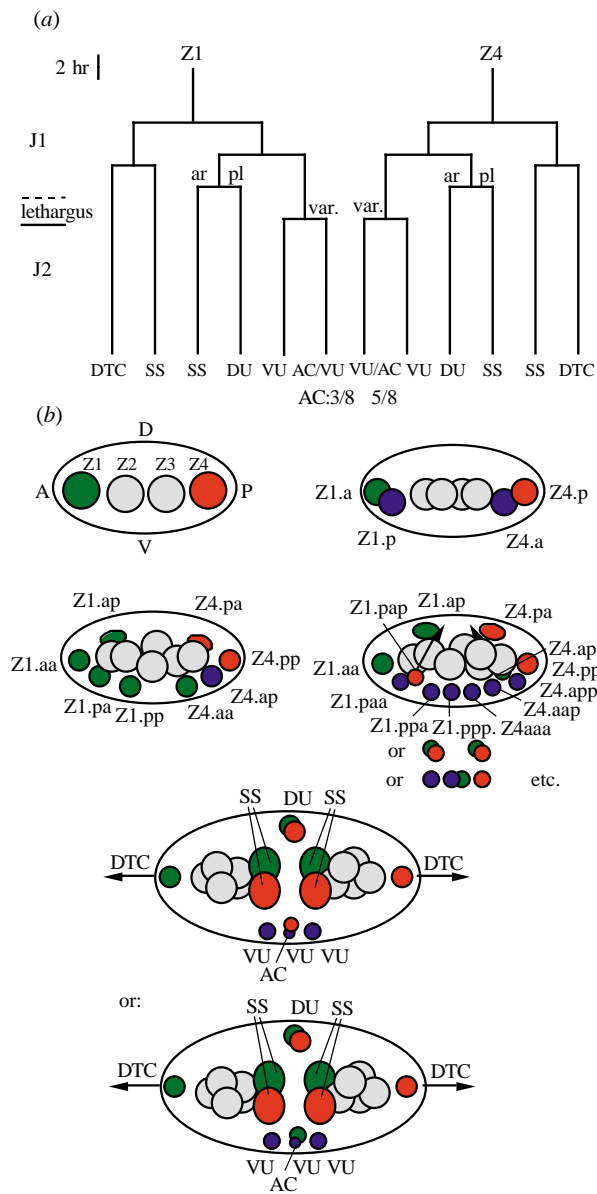 (a)
Z1 Z4
2 hr
J1
ar pl ar pl
lethargus
var. var.
J2
DTC SS SS DU VU AC/VU VU/AC VU DU SS SS DTC
AC:3/8 5/8
(b)
D
Z1 Z2 Z3 Z4
A P
V
Z1.a Z4.p
Z1.p Z4.a
Z1.ap Z4.pa
Z1.aa Z4.pp
Z1.pa Z1.pp Z4.aa Z4.ap
Z1.pap Z1.ap Z4.pa
Z4.ap
Z1.aa Z4.pp
Z1.paa Z4.app
Z4.aap
Z1.ppa Z1.ppp. Z4aaa
or
or etc.
SS DU SS
DTC DTC
VU VU VU
AC
or:
SS DU SS
DTC DTC
VU VU VU
AC